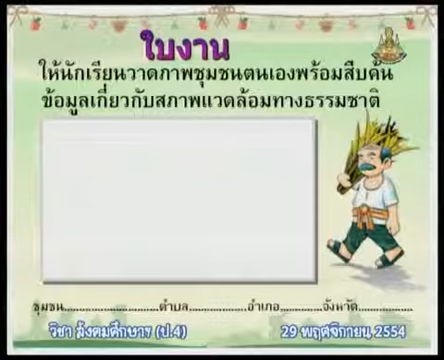 ใบงาน
ให้นักเรียนวาดภาพชุมชนตนเองพร้อมสืบค้น
ข้อมูลเกี่ยวกับสภาพแวดล้อมทางธรรมชาติ
ชุมชน..............................ตำบล..................อำเภอ..........จังหวัด.................
วิชา สังคมศึกษาฯ (ป.4) 29 พฤศจิกายน 2554